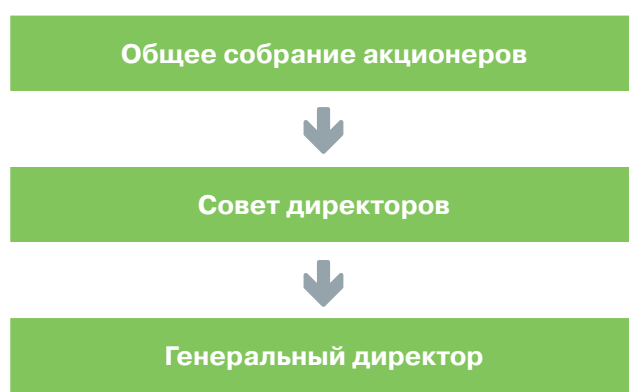 Общее собрание акционеров
Совет директоров
Генеральный директор